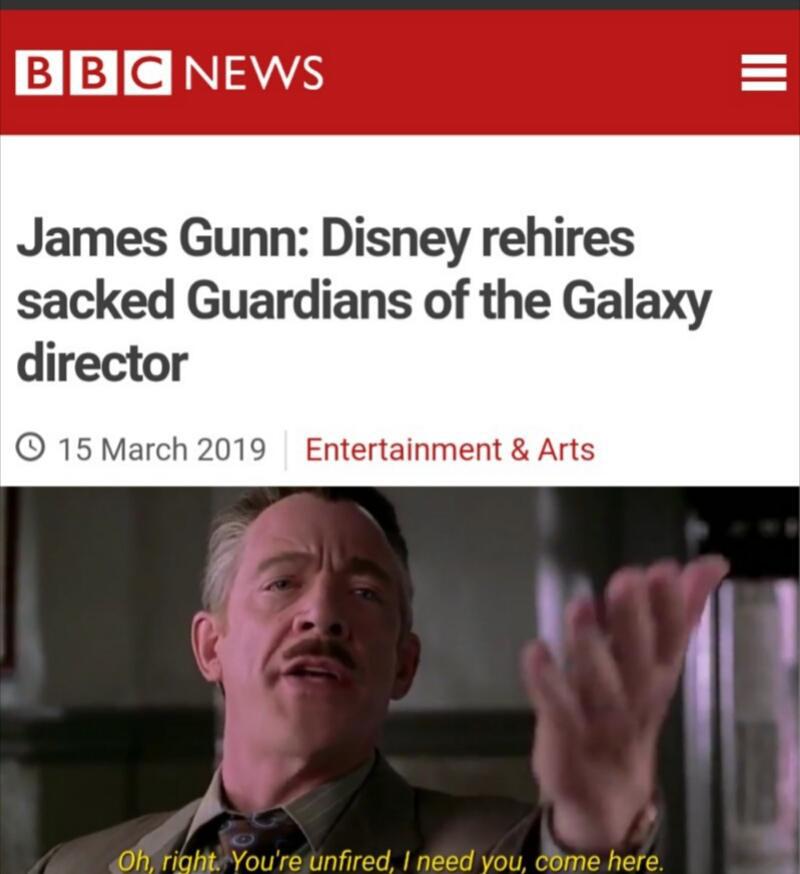 BBC NEWS
James Gunn: Disney rehires
sacked Guardians of the Galaxy
director
15 March 2019 Entertainment & Arts
Oh, right. You're unfired, I need you, come here.